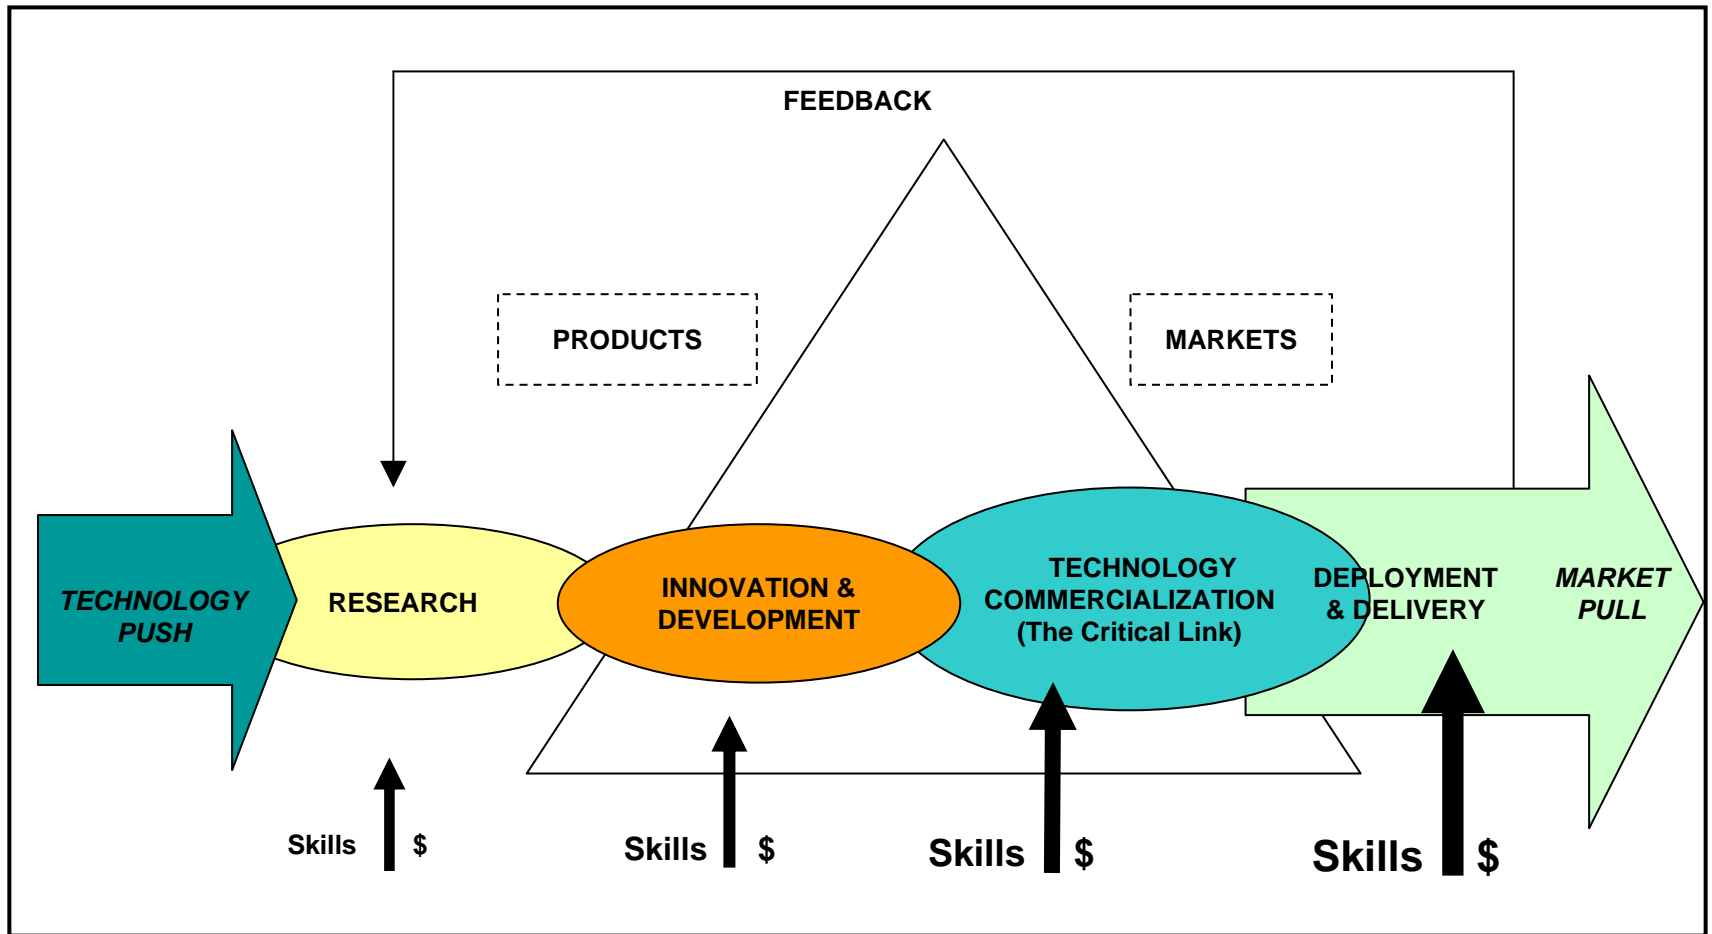 FEEDBACK
PRODUCTS
MARKETS
TECHNOLOGY
PUSH
RESEARCH
INNOVATION &
DEVELOPMENT
TECHNOLOGY
COMMERCIALIZATION
(The Critical Link)
DEPLOYMENT
& DELIVERY
MARKET
PULL
Skills $
Skills $
Skills $
Skills $